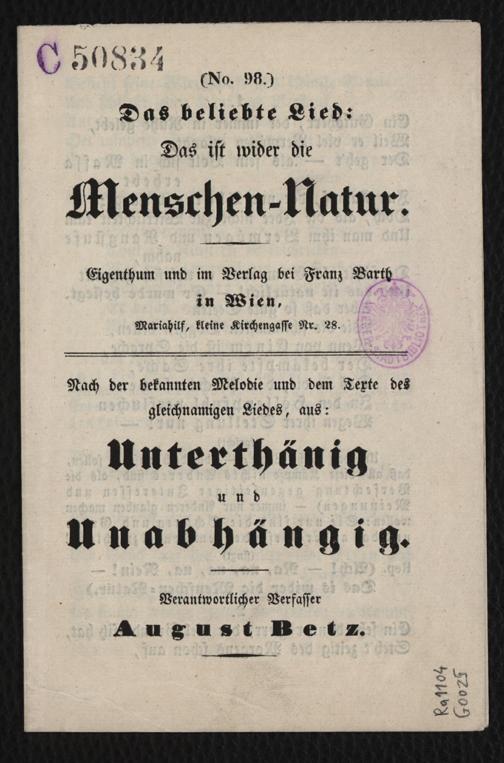 C 50834
(No. 98.)
Das beliebte Lied:
Das ist wider die
Menschen-Natur.
Eigenthum und im Verlag bei Franz Barth
in Wien,
Mariahilf, kleine Kirchengasse Nr. 28.
Nach der bekannten Melodie und dem Texte des
gleichnamigen Liedes, aus:
Unterthänig
und
Unabhängig.
Verantwortlicher Verfasser
August Betz.
Ra1104
G0025